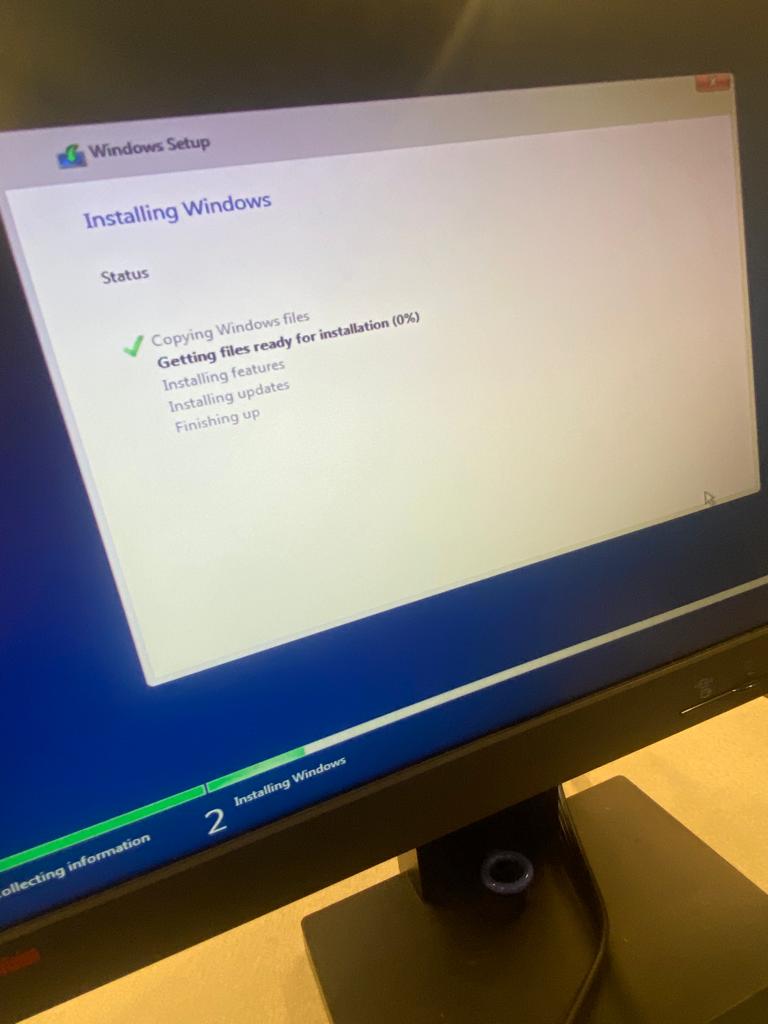 Windows Setup
Installing Windows
Status
Copying Windows files
Getting files ready for installation (0%)
Installing features
Installing updates
Finishing up
ollecting information
2 Installing Windows